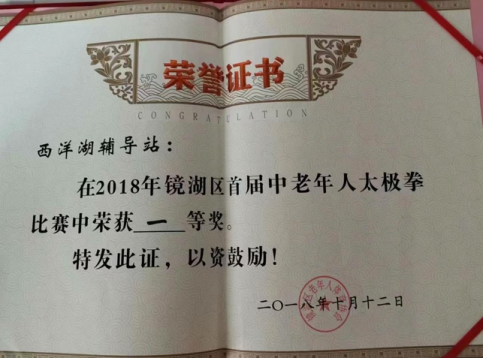 荣誉证书
CONGRATULATION
西洋湖辅导站：
在2018年镜湖区首届中老年人太极拳
比赛中荣获 一 等奖。
特发此证，以资鼓励！
二〇一八年十月十二日